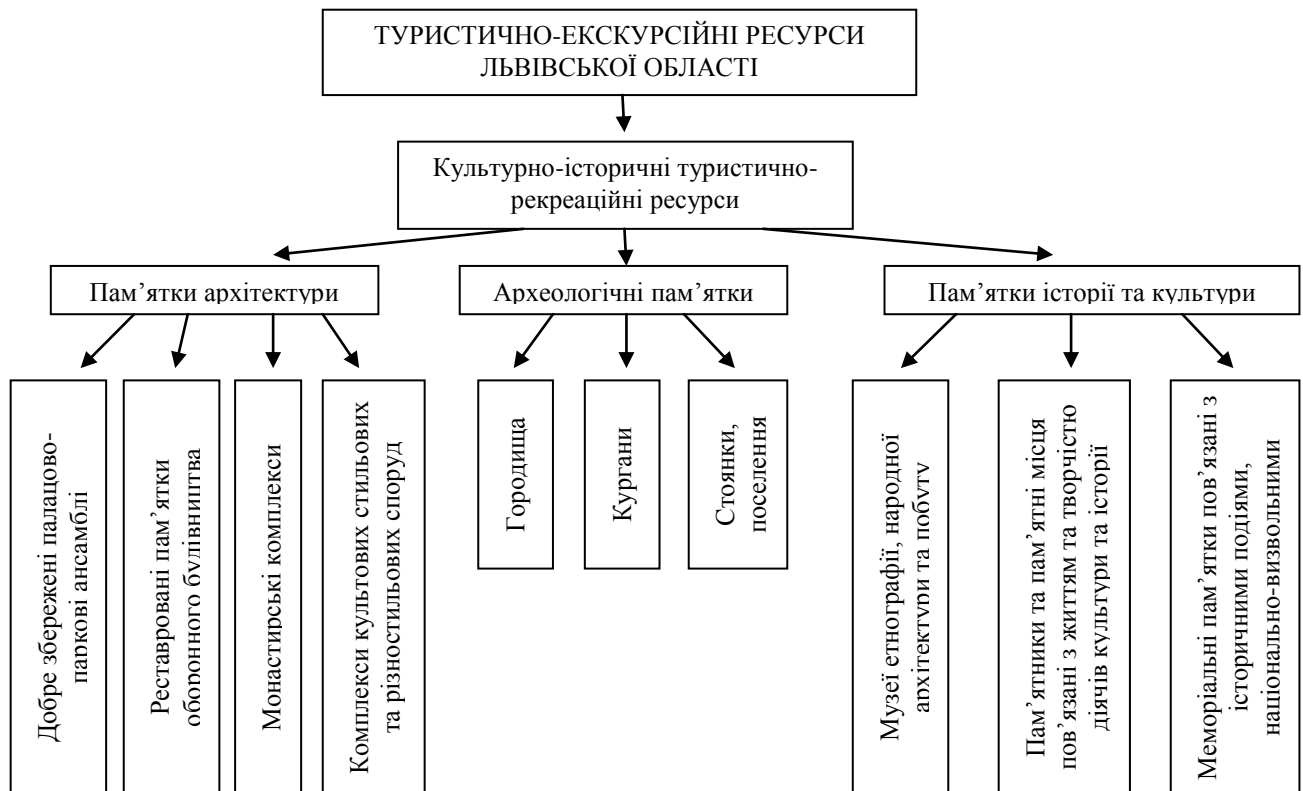 ТУРИСТИЧНО-ЕКСКУРСІЙНІ РЕСУРСИ
ЛЬВІВСЬКОЇ ОБЛАСТІ
Культурно-історичні туристично-
рекреаційні ресурси
Пам’ятки архітектури
Археологічні пам’ятки
Пам’ятки історії та культури
Добре збережені палацово-
паркові ансамблі
Реставровані пам’ятки
оборонного будівництва
Монастирські комплекси
Комплекси культових стильових
та різностильових споруд
Городища
Кургани
Стоянки,
поселення
Музеї етнографії, народної
архітектури та побуту
Пам’ятники та пам’ятні місця
пов’язані з життям та творчістю
діячів культури та історії
Меморіальні пам’ятки пов’язані з
історичними подіями,
національно-визвольними